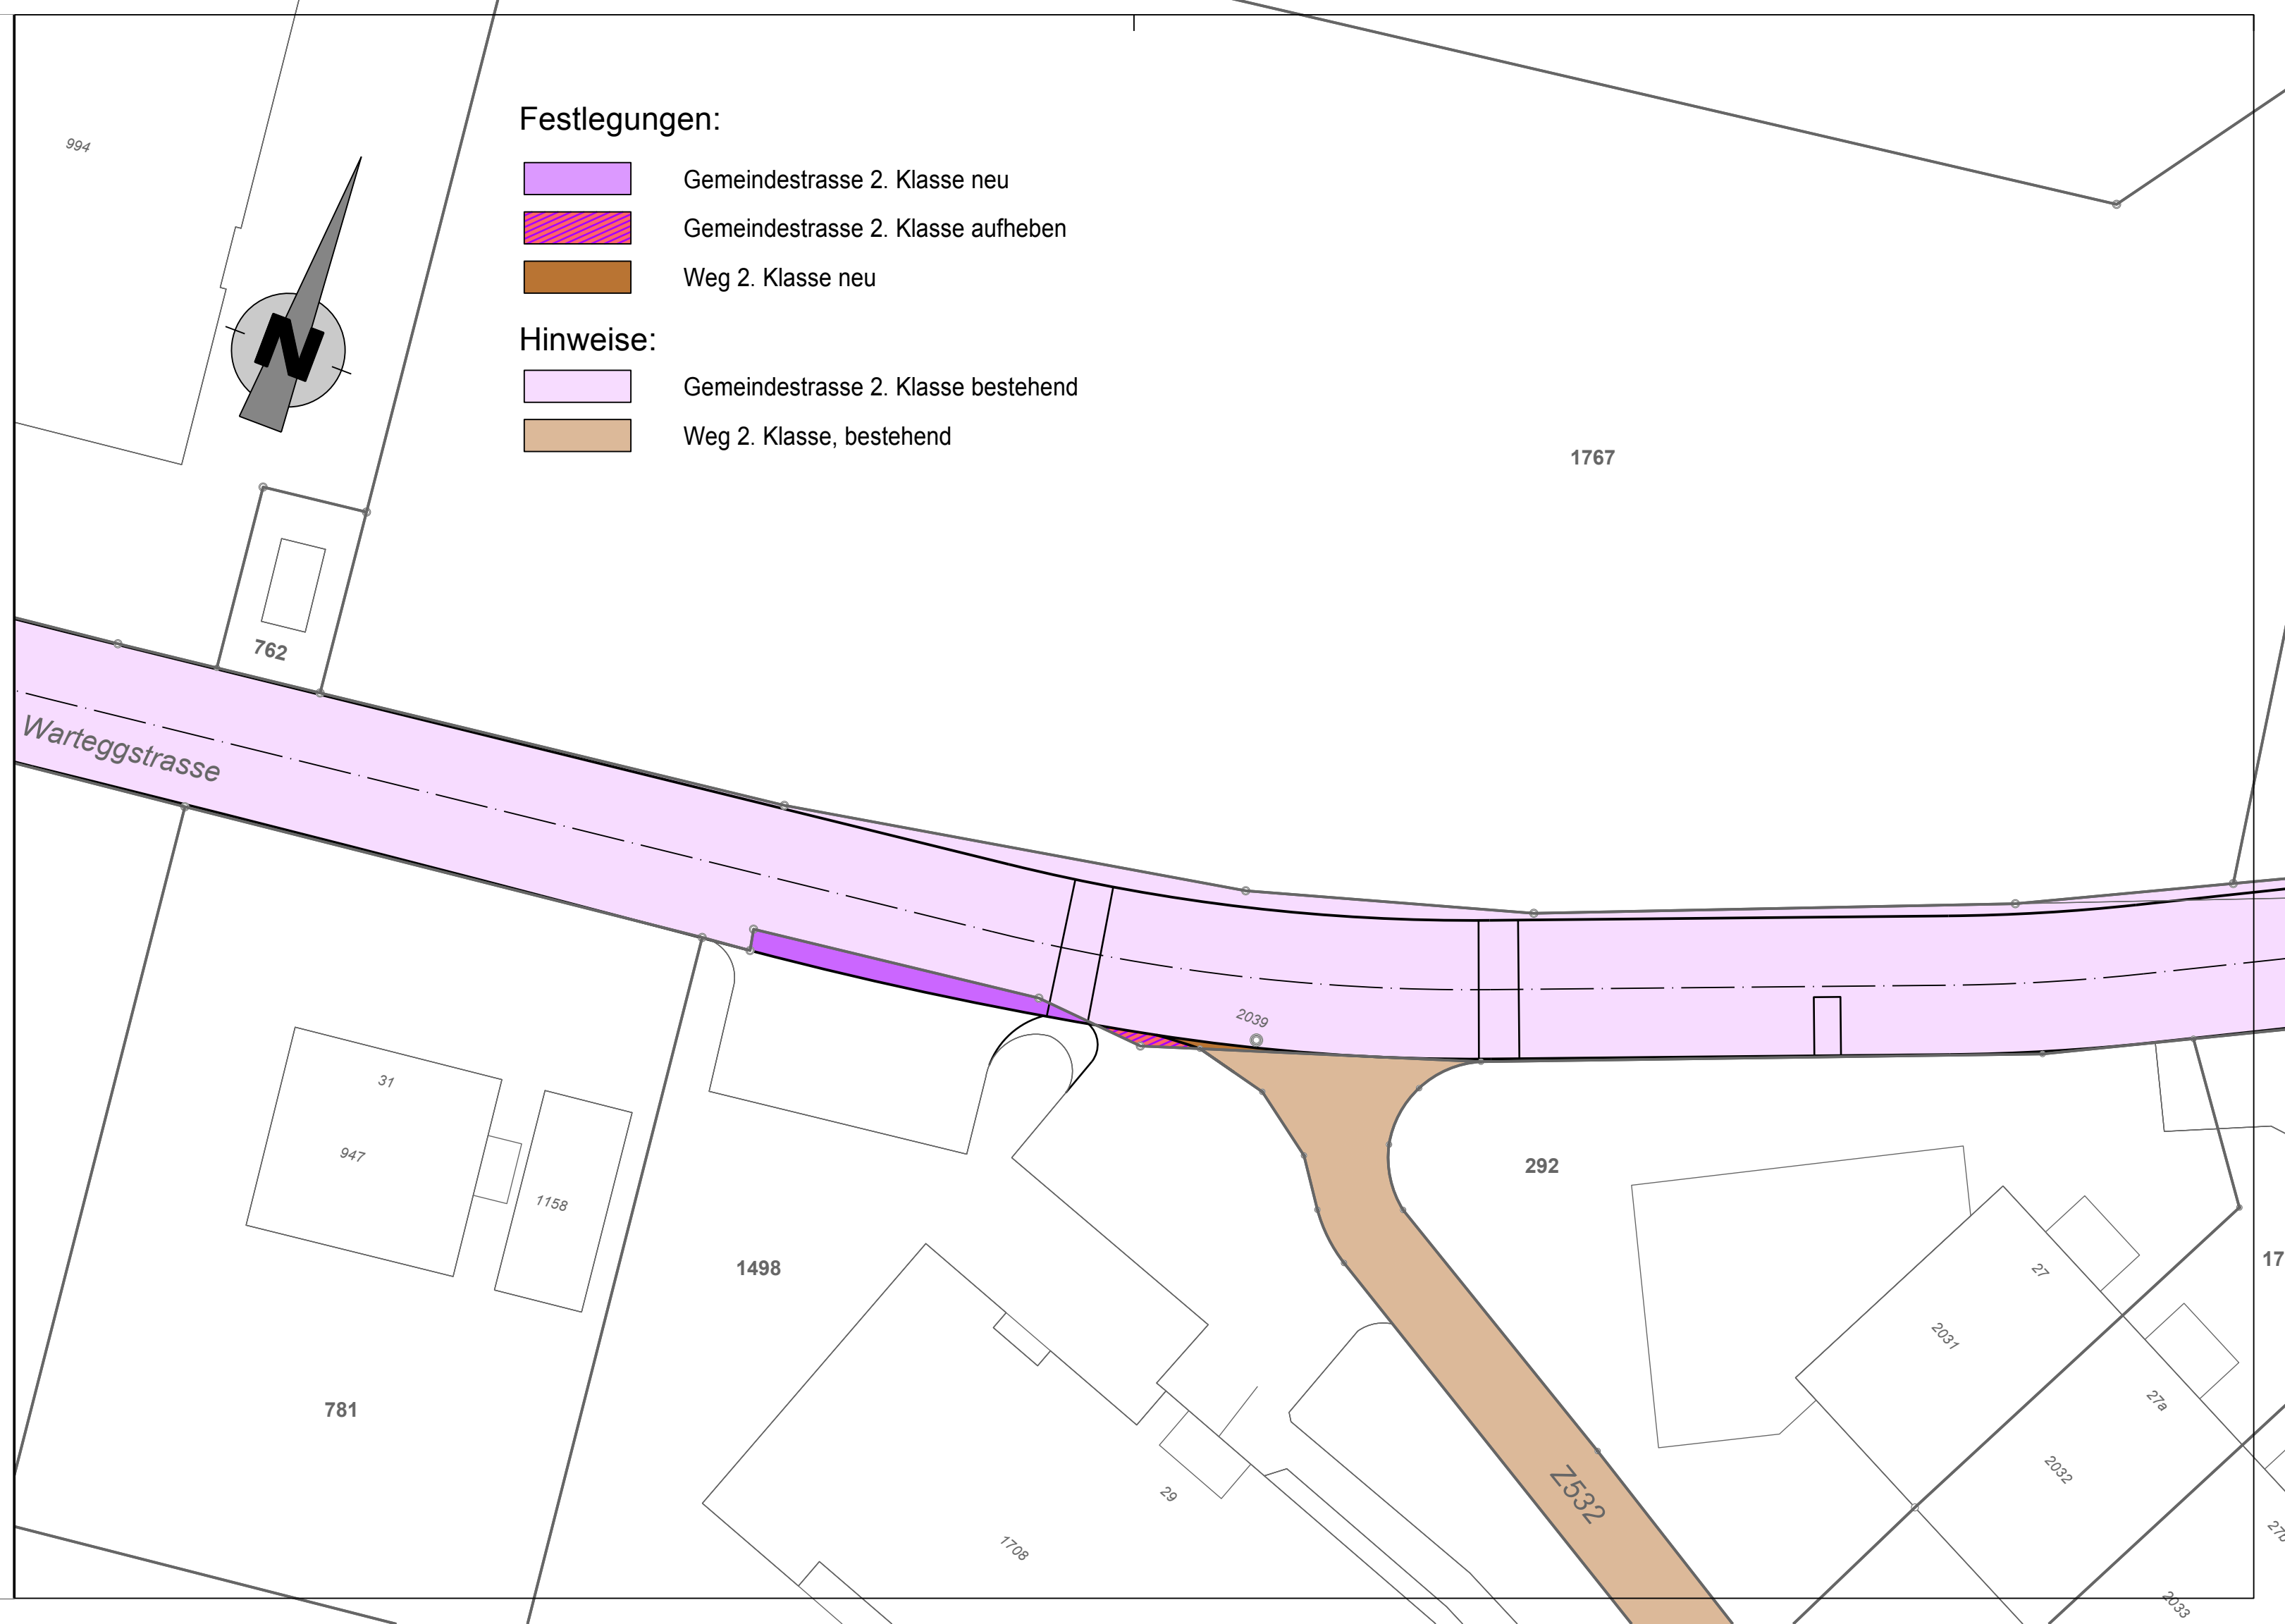 Festlegungen:
Gemeindestrasse 2. Klasse neu
Gemeindestrasse 2. Klasse aufheben
Weg 2. Klasse neu
Hinweise:
Gemeindestrasse 2. Klasse bestehend
Weg 2. Klasse, bestehend
994
N
1767
762
Warteggstrasse
2039
31
947
1158
292
1498
781
27
17
2031
27a
2032
Z532
29
1708
2033